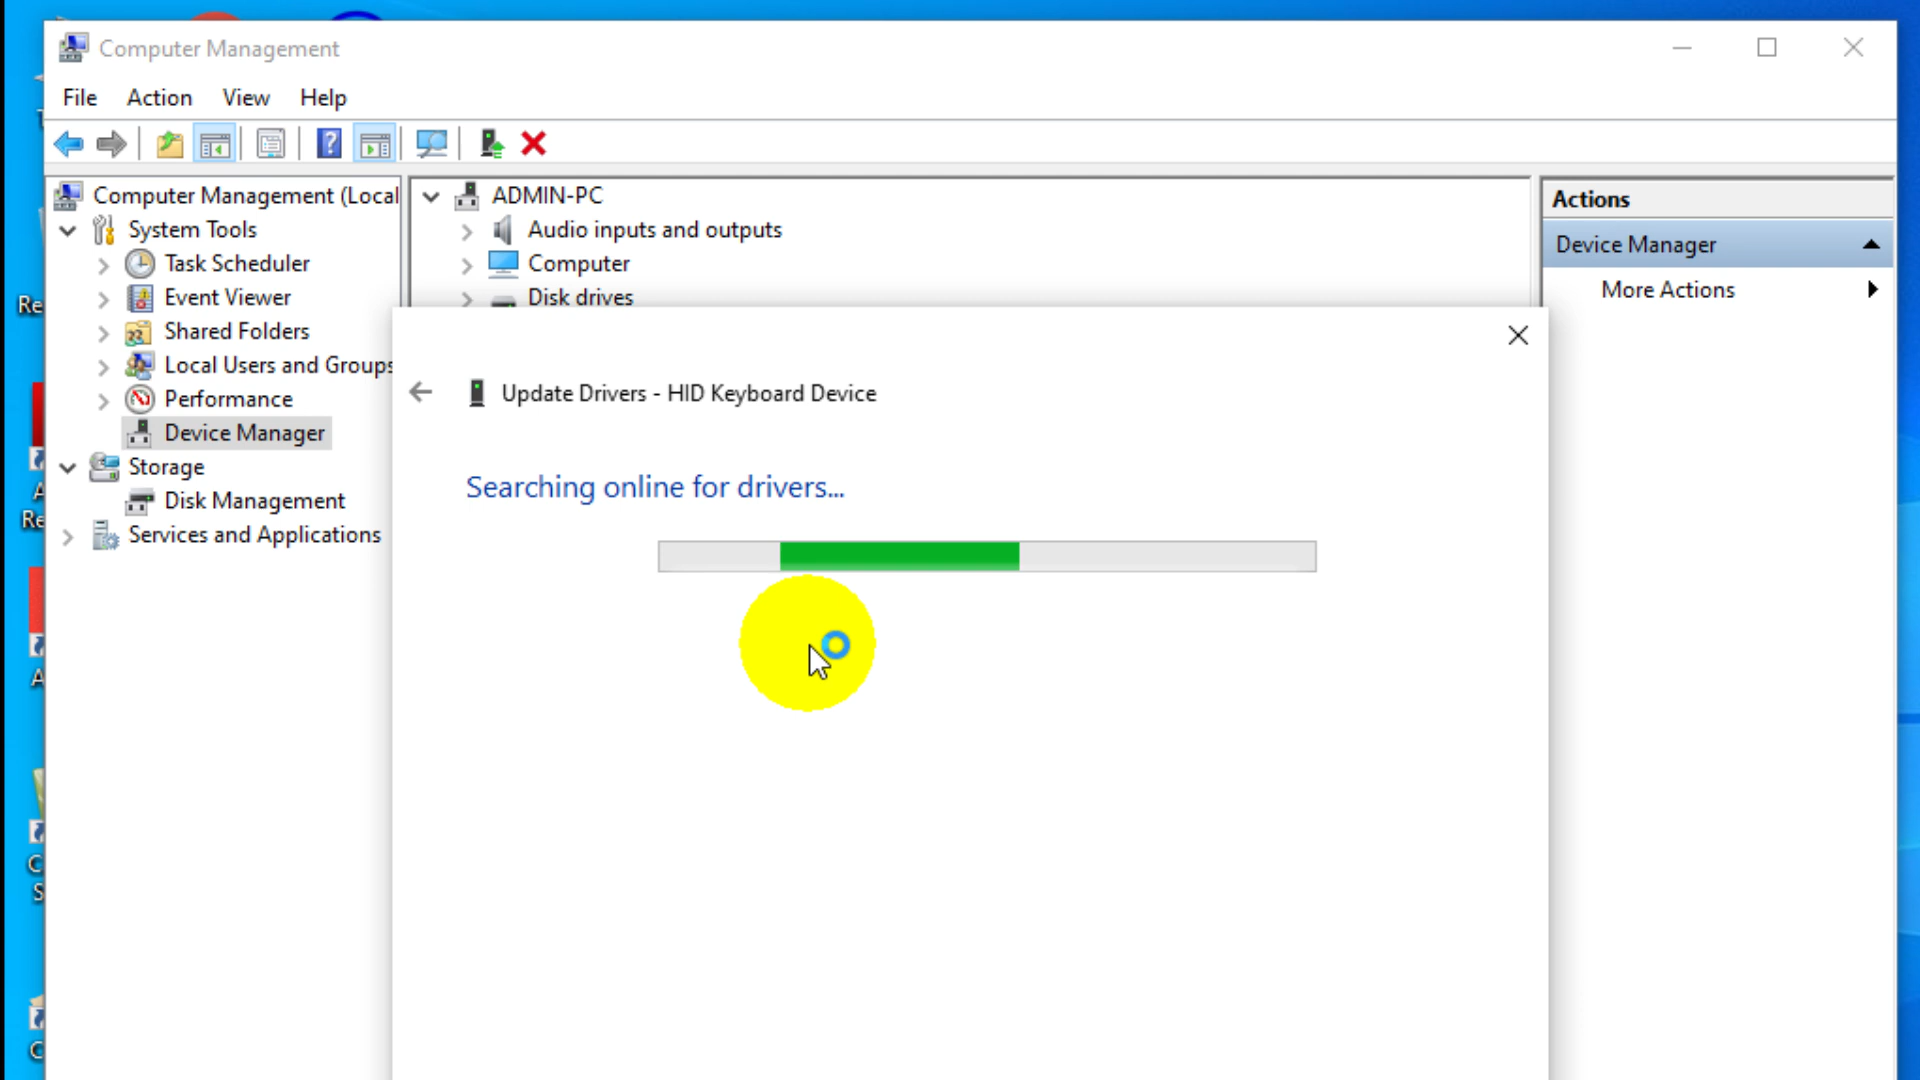 Computer Management
File Action View Help
Computer Management (Local
System Tools
Task Scheduler
Event Viewer
Shared Folders
Local Users and Groups
Performance
Device Manager
Storage
Disk Management
Services and Applications
ADMIN-PC
Audio inputs and outputs
Computer
Disk drives
Update Drivers - HID Keyboard Device
Searching online for drivers...
Actions
Device Manager
More Actions
Re
Re